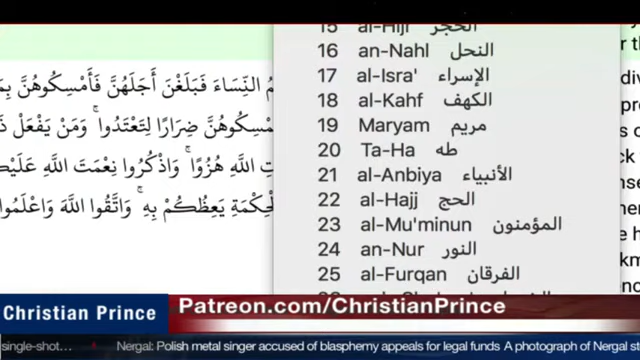 مُ النِّسَاءَ فَبَلَغْنَ أَجَلَهُنَّ فَأَمْسِكُوهُنَّ
مْسِكُوهُنَّ ضِرَارًا لِتَعْتَدُوا ۚ وَمَنْ يَفْعَلْ
تِ اللَّهِ هُزُوًا ۚ وَاذْكُرُوا نِعْمَتَ اللَّهِ
لْحِكْمَةِ يَعِظُكُمْ بِهِ ۚ وَاتَّقُوا اللَّهَ وَاعْلَمُوا
15 al-Hijr الحجر
16 an-Nahl النحل
17 al-Isra' الإسراء
18 al-Kahf الكهف
19 Maryam مريم
20 Ta-Ha طه
21 al-Anbiya الأنبياء
22 al-Hajj الحج
23 al-Mu'minun المؤمنون
24 an-Nur النور
25 al-Furqan الفرقان
Christian Prince
Patreon.com/ChristianPrince
single-shot... Nergal: Polish metal singer accused of blasphemy appeals for legal funds A photograph of Nergal